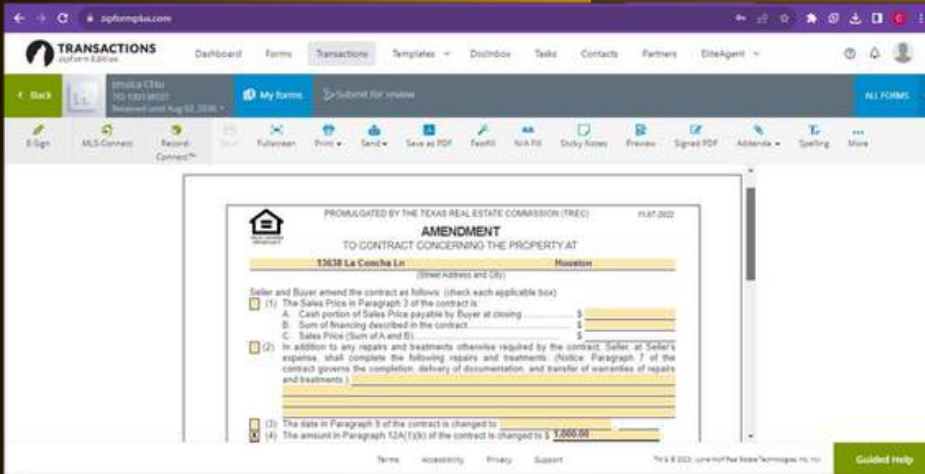 zipformplus.com
TRANSACTIONS
zipForm Edition
Dashboard Forms Transactions Templates Tasks Contacts Partners EliteAgent
Back
Jessica Chiu
My forms
Submit for review
ALL FORMS
E-Sign MLS-Connect Record Connect™ Save Fullscreen Print Send Save as PDF Fastfill N/A Fill Sticky Notes Preview Signed PDF Addenda Spelling More
PROMULGATED BY THE TEXAS REAL ESTATE COMMISSION (TREC) 11-07-2022
AMENDMENT
TO CONTRACT CONCERNING THE PROPERTY AT
13638 La Concha Ln Houston
(Street Address and City)
Seller and Buyer amend the contract as follows: (check each applicable box)
(1) The Sales Price in Paragraph 3 of the contract is:
A. Cash portion of Sales Price payable by Buyer at closing $
B. Sum of financing described in the contract $
C. Sales Price (Sum of A and B) $
(2) In addition to any repairs and treatments otherwise required by the contract, Seller, at Seller's
expense, shall complete the following repairs and treatments: (Notice: Paragraph 7 of the
contract governs the completion, delivery of documentation, and transfer of warranties of repairs
and treatments.)
(3) The date in Paragraph 9 of the contract is changed to
X (4) The amount in Paragraph 12A(1)(b) of the contract is changed to $ 1,000.00
Terms Accessibility Privacy Support
Guided Help